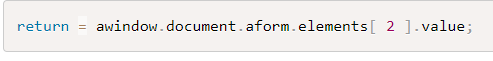 return = awindow.document.aform.elements[ 2 ].value;